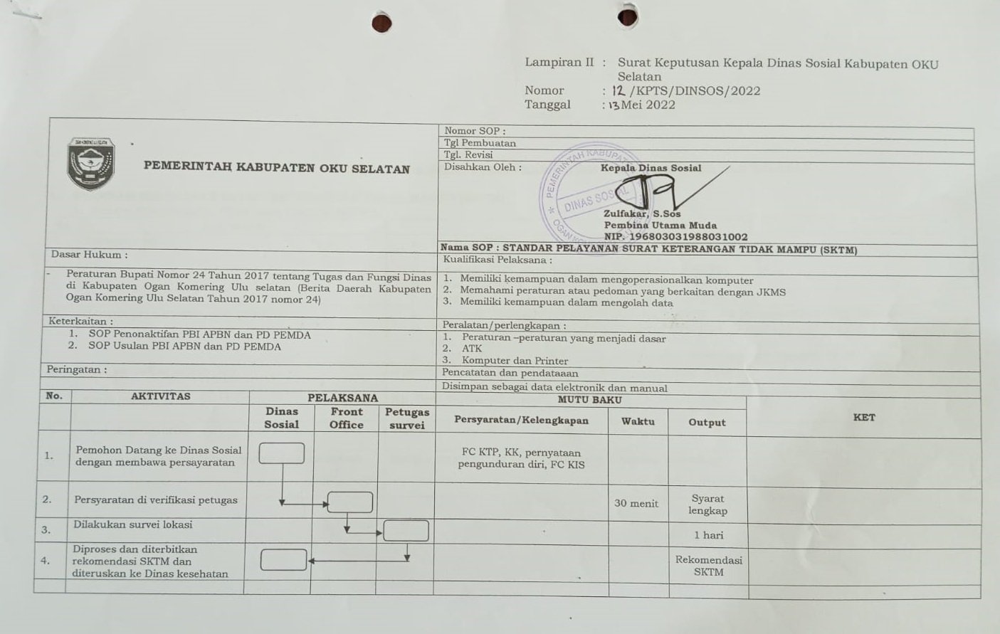 Lampiran II : Surat Keputusan Kepala Dinas Sosial Kabupaten OKU
Selatan
Nomor : 12 /KPTS/DINSOS/2022
Tanggal : 13 Mei 2022
PEMERINTAH KABUPATEN OKU SELATAN
Nomor SOP :
Tgl Pembuatan
Tgl. Revisi
Disahkan Oleh :
Kepala Dinas Sosial
PEMERINTAH KABUPAT
DINAS SOSIAL
OGAN KO
Zulfakar, S.Sos
Pembina Utama Muda
NIP. 196803031988031002
Nama SOP : STANDAR PELAYANAN SURAT KETERANGAN TIDAK MAMPU (SKTM)
Dasar Hukum :
- Peraturan Bupati Nomor 24 Tahun 2017 tentang Tugas dan Fungsi Dinas
di Kabupaten Ogan Komering Ulu selatan (Berita Daerah Kabupaten
Ogan Komering Ulu Selatan Tahun 2017 nomor 24)
Kualifikasi Pelaksana :
1. Memiliki kemampuan dalam mengoperasionalkan komputer
2. Memahami peraturan atau pedoman yang berkaitan dengan JKMS
3. Memiliki kemampuan dalam mengolah data
Keterkaitan :
1. SOP Penonaktifan PBI APBN dan PD PEMDA
2. SOP Usulan PBI APBN dan PD PEMDA
Peralatan/perlengkapan :
1. Peraturan –peraturan yang menjadi dasar
2. ATK
3. Komputer dan Printer
Peringatan :
Pencatatan dan pendataaan
Disimpan sebagai data elektronik dan manual
No. AKTIVITAS PELAKSANA MUTU BAKU KET
Dinas Sosial Front Office Petugas survei Persyaratan/Kelengkapan Waktu Output
1. Pemohon Datang ke Dinas Sosial
dengan membawa persayaratan
FC KTP, KK, pernyataan
pengunduran diri, FC KIS
2. Persyaratan di verifikasi petugas 30 menit Syarat
lengkap
3. Dilakukan survei lokasi 1 hari
4. Diproses dan diterbitkan
rekomendasi SKTM dan
diteruskan ke Dinas kesehatan
Rekomendasi
SKTM